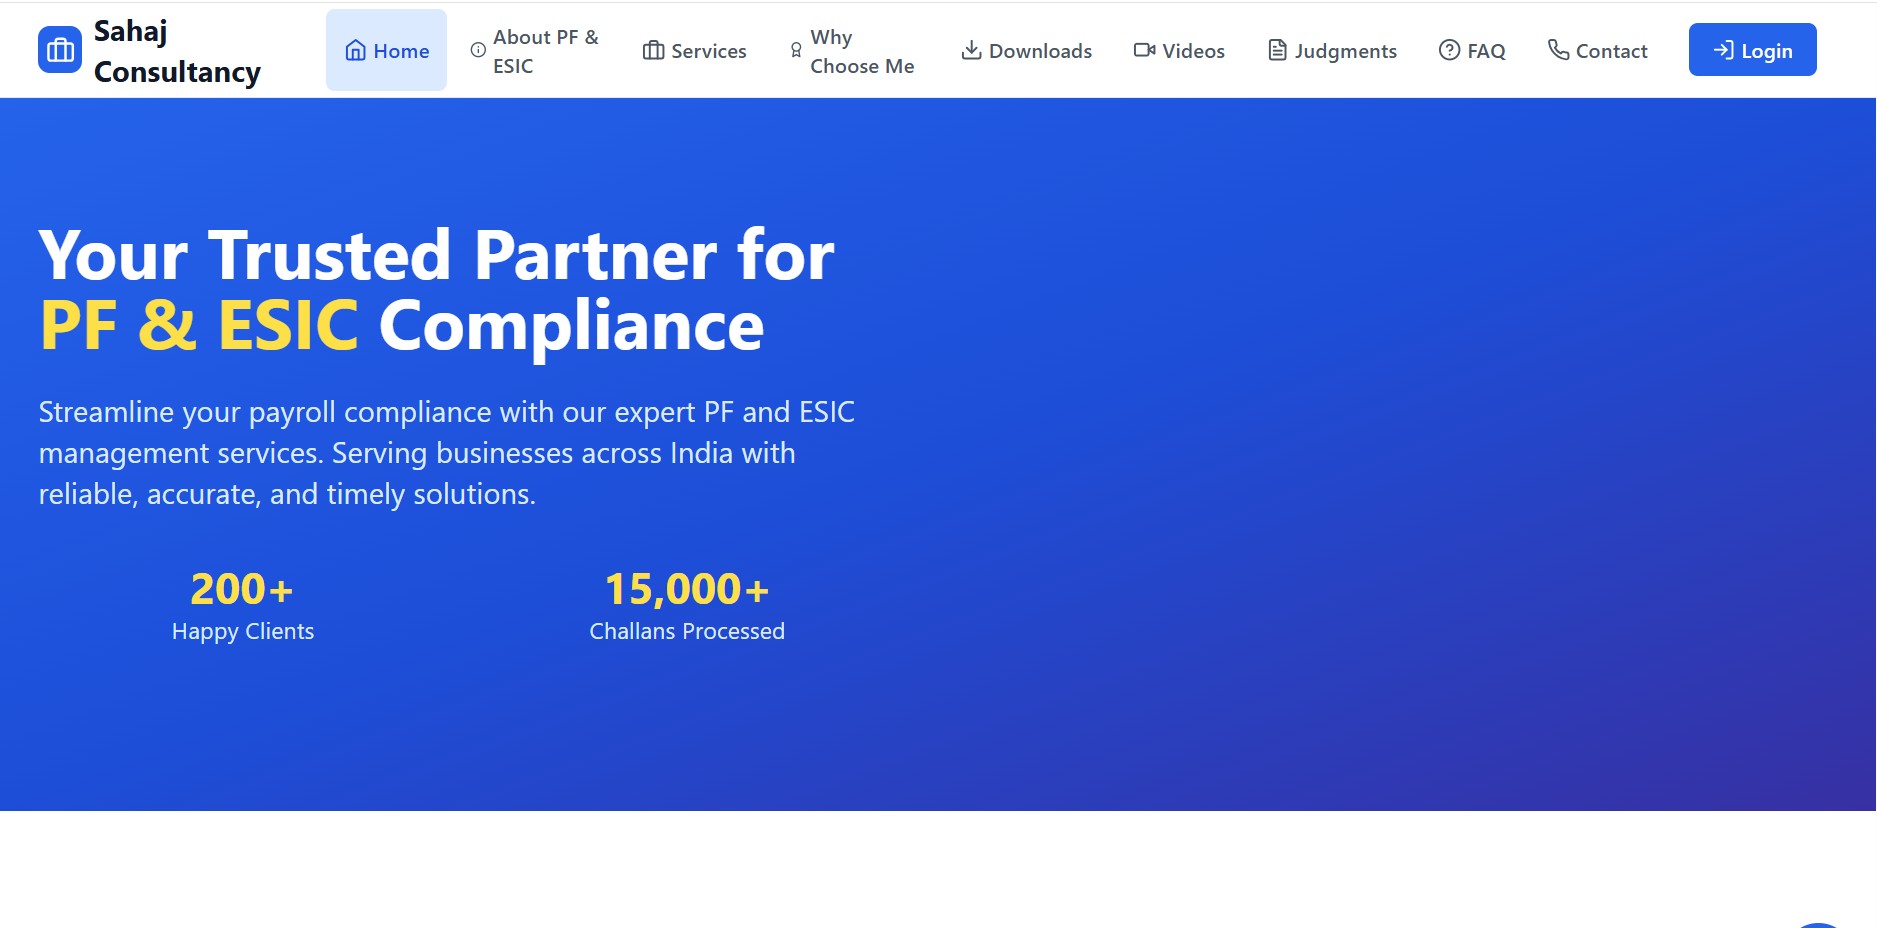 Sahaj
Consultancy
Home
About PF &
ESIC
Services
Why
Choose Me
Downloads
Videos
Judgments
FAQ
Contact
Login
Your Trusted Partner for
PF & ESIC Compliance
Streamline your payroll compliance with our expert PF and ESIC
management services. Serving businesses across India with
reliable, accurate, and timely solutions.
200+
Happy Clients
15,000+
Challans Processed